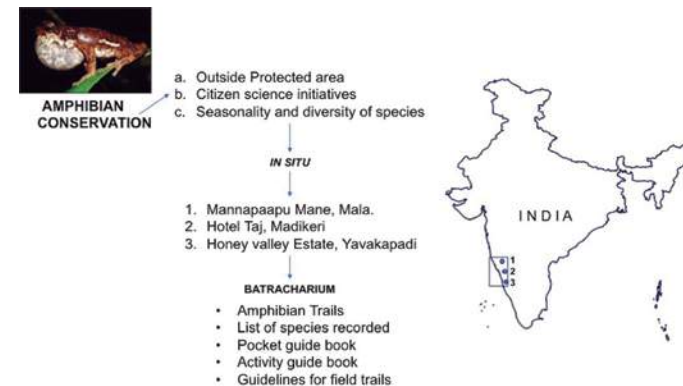 AMPHIBIAN
CONSERVATION
a. Outside Protected area
b. Citizen science initiatives
c. Seasonality and diversity of species
IN SITU
1. Mannapaapu Mane, Mala.
2. Hotel Taj, Madikeri
3. Honey valley Estate, Yavakapadi
BATRACHARIUM
• Amphibian Trails
• List of species recorded
• Pocket guide book
• Activity guide book
• Guidelines for field trails
INDIA
1
2
3